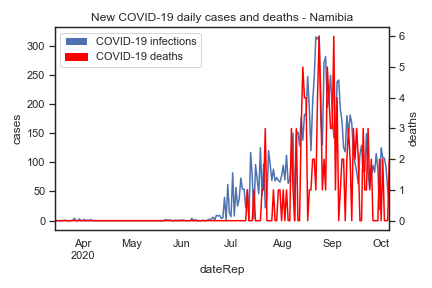 New COVID-19 daily cases and deaths - Namibia
COVID-19 infections
COVID-19 deaths
300
250
200
150
100
50
0
cases
6
5
4
3
2
1
0
deaths
Apr May Jun Jul Aug Sep Oct
2020
dateRep